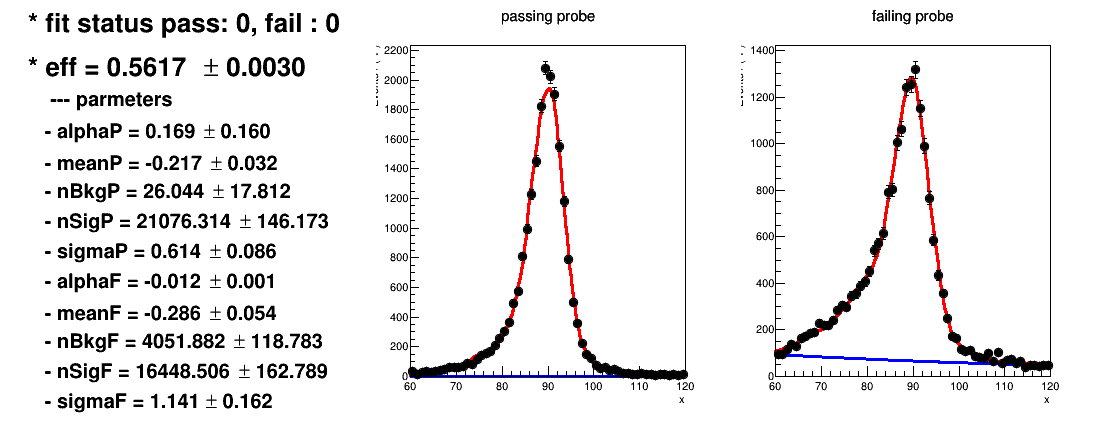 * fit status pass: 0, fail : 0
* eff = 0.5617 ± 0.0030
--- parmeters
- alphaP = 0.169 ± 0.160
- meanP = -0.217 ± 0.032
- nBkgP = 26.044 ± 17.812
- nSigP = 21076.314 ± 146.173
- sigmaP = 0.614 ± 0.086
- alphaF = -0.012 ± 0.001
- meanF = -0.286 ± 0.054
- nBkgF = 4051.882 ± 118.783
- nSigF = 16448.506 ± 162.789
- sigmaF = 1.141 ± 0.162
passing probe
2200
2000
1800
1600
1400
1200
1000
800
600
400
200
0
60 70 80 90 100 110 120
x
failing probe
1400
1200
1000
800
600
400
200
0
60 70 80 90 100 110 120
x